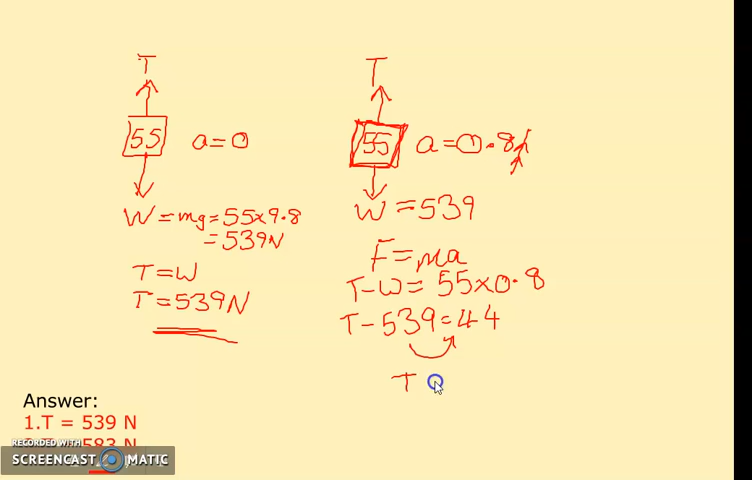 T
55
a=0
W=mg=55x9.8
=539N
T=W
T=539N
T
55
a=0.8
W=539
F=ma
T-W=55x0.8
T-539=44
T
Answer:
1.T = 539 N
583 N
RECORDED WITH
SCREENCAST MATIC